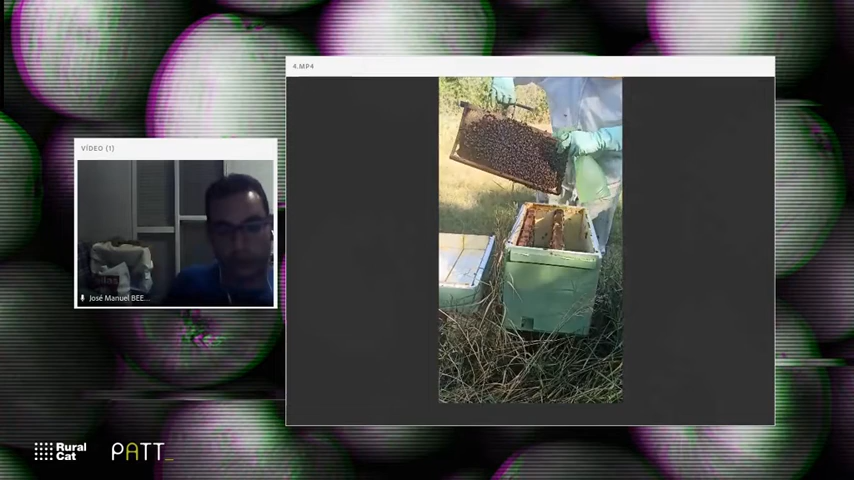 4.MP4
VÍDEO (1)
José Manuel BEE...
Rural
Cat
PATT_